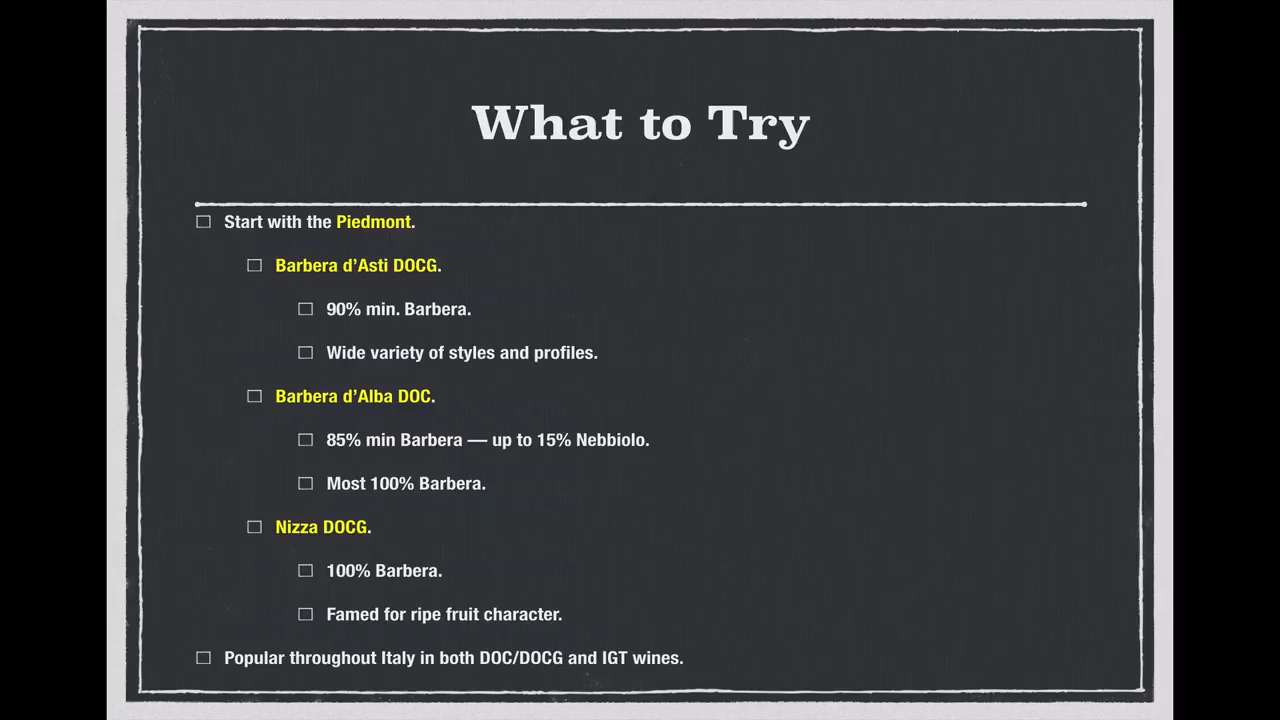 What to Try
Start with the Piedmont.
Barbera d’Asti DOCG.
90% min. Barbera.
Wide variety of styles and profiles.
Barbera d’Alba DOC.
85% min Barbera — up to 15% Nebbiolo.
Most 100% Barbera.
Nizza DOCG.
100% Barbera.
Famed for ripe fruit character.
Popular throughout Italy in both DOC/DOCG and IGT wines.